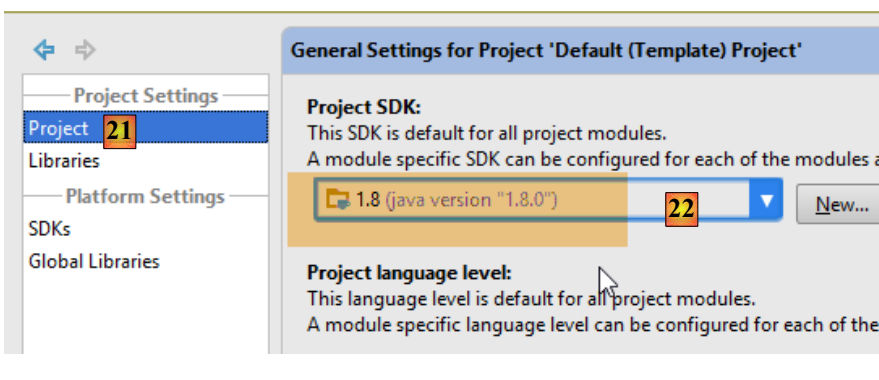 General Settings for Project 'Default (Template) Project'
Project Settings
Project 21
Libraries
Platform Settings
SDKs
Global Libraries
Project SDK:
This SDK is default for all project modules.
A module specific SDK can be configured for each of the modules a
1.8 (java version "1.8.0") 22
New...
Project language level:
This language level is default for all project modules.
A module specific language level can be configured for each of the